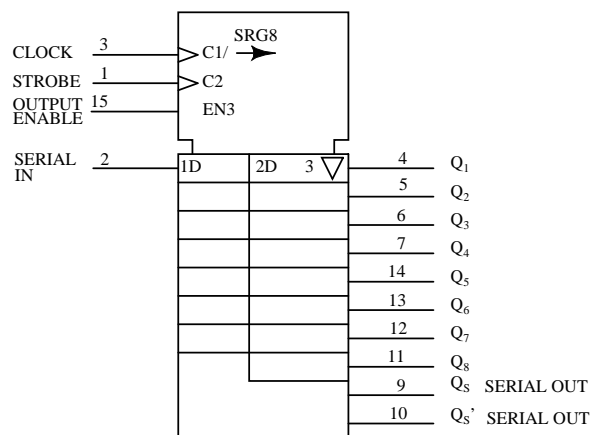 SRG8
CLOCK 3 C1/
STROBE 1 C2
OUTPUT ENABLE 15 EN3
SERIAL IN 2 1D 2D 3 4 Q1
5 Q2
6 Q3
7 Q4
14 Q5
13 Q6
12 Q7
11 Q8
9 QS SERIAL OUT
10 QS’ SERIAL OUT